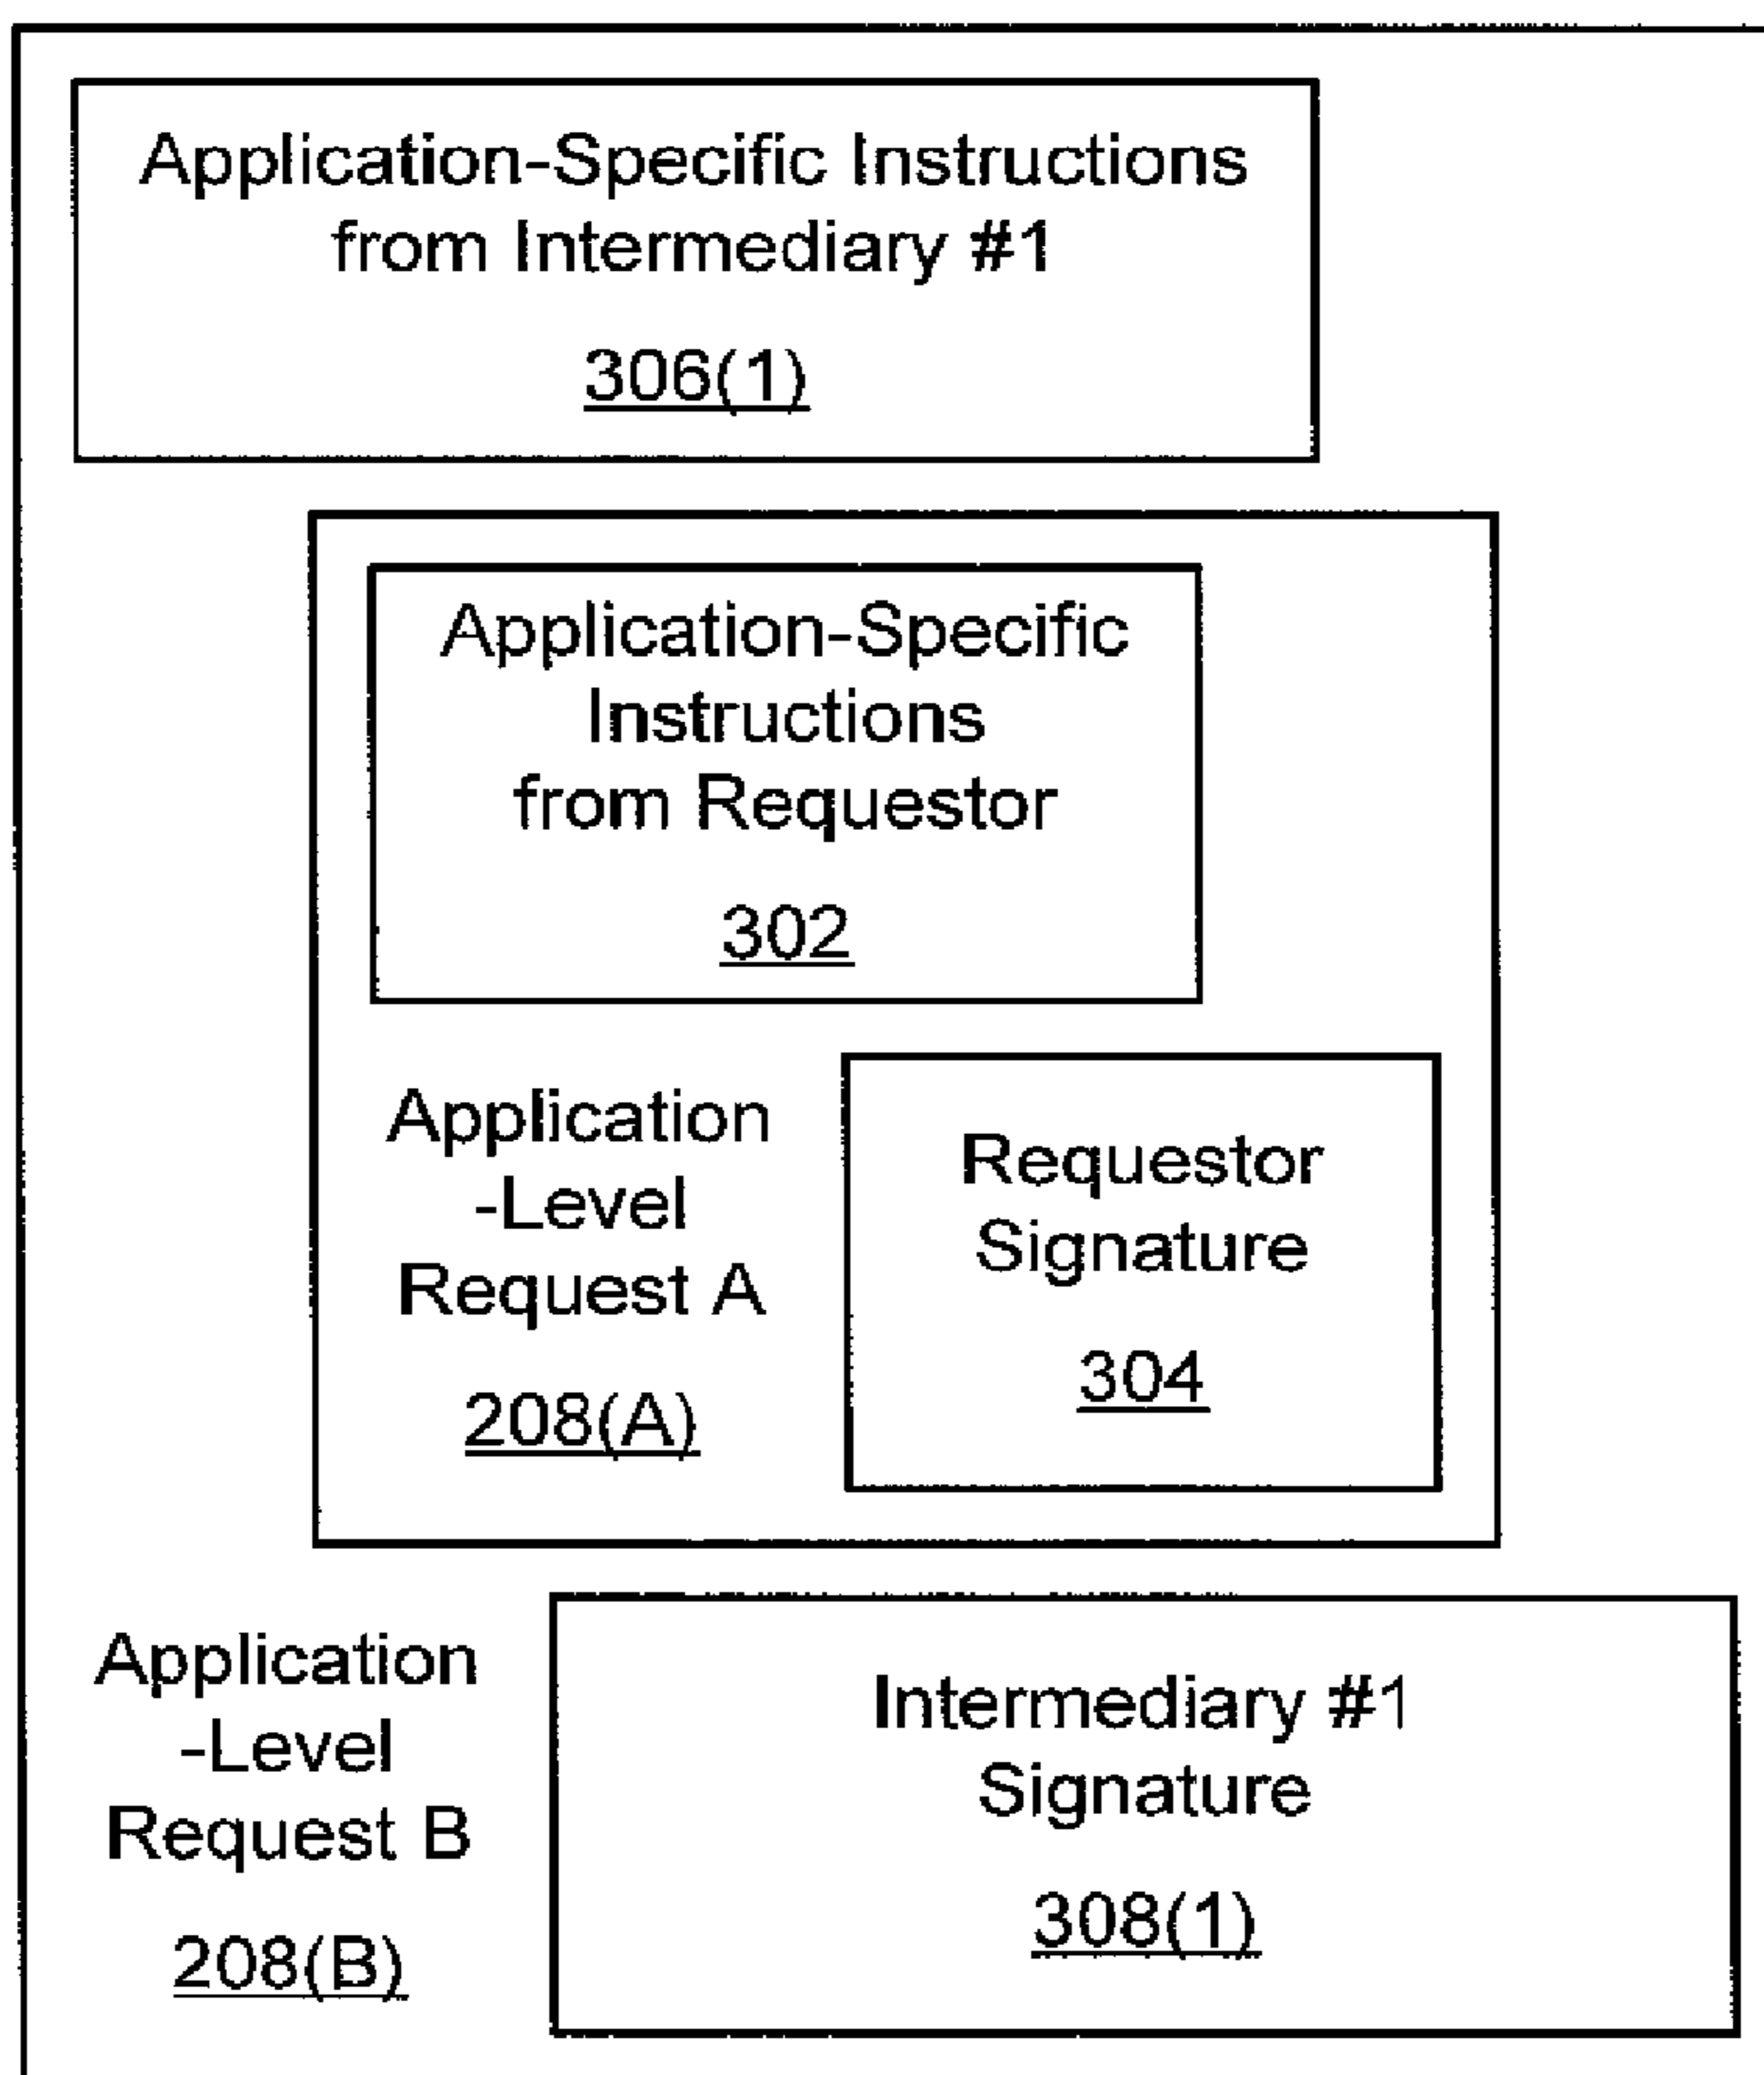 Application-Specific Instructions
from Intermediary #1
306(1)
Application-Specific
Instructions
from Requestor
302
Application
-Level
Request A
208(A)
Requestor
Signature
304
Application
-Level
Request B
208(B)
Intermediary #1
Signature
308(1)